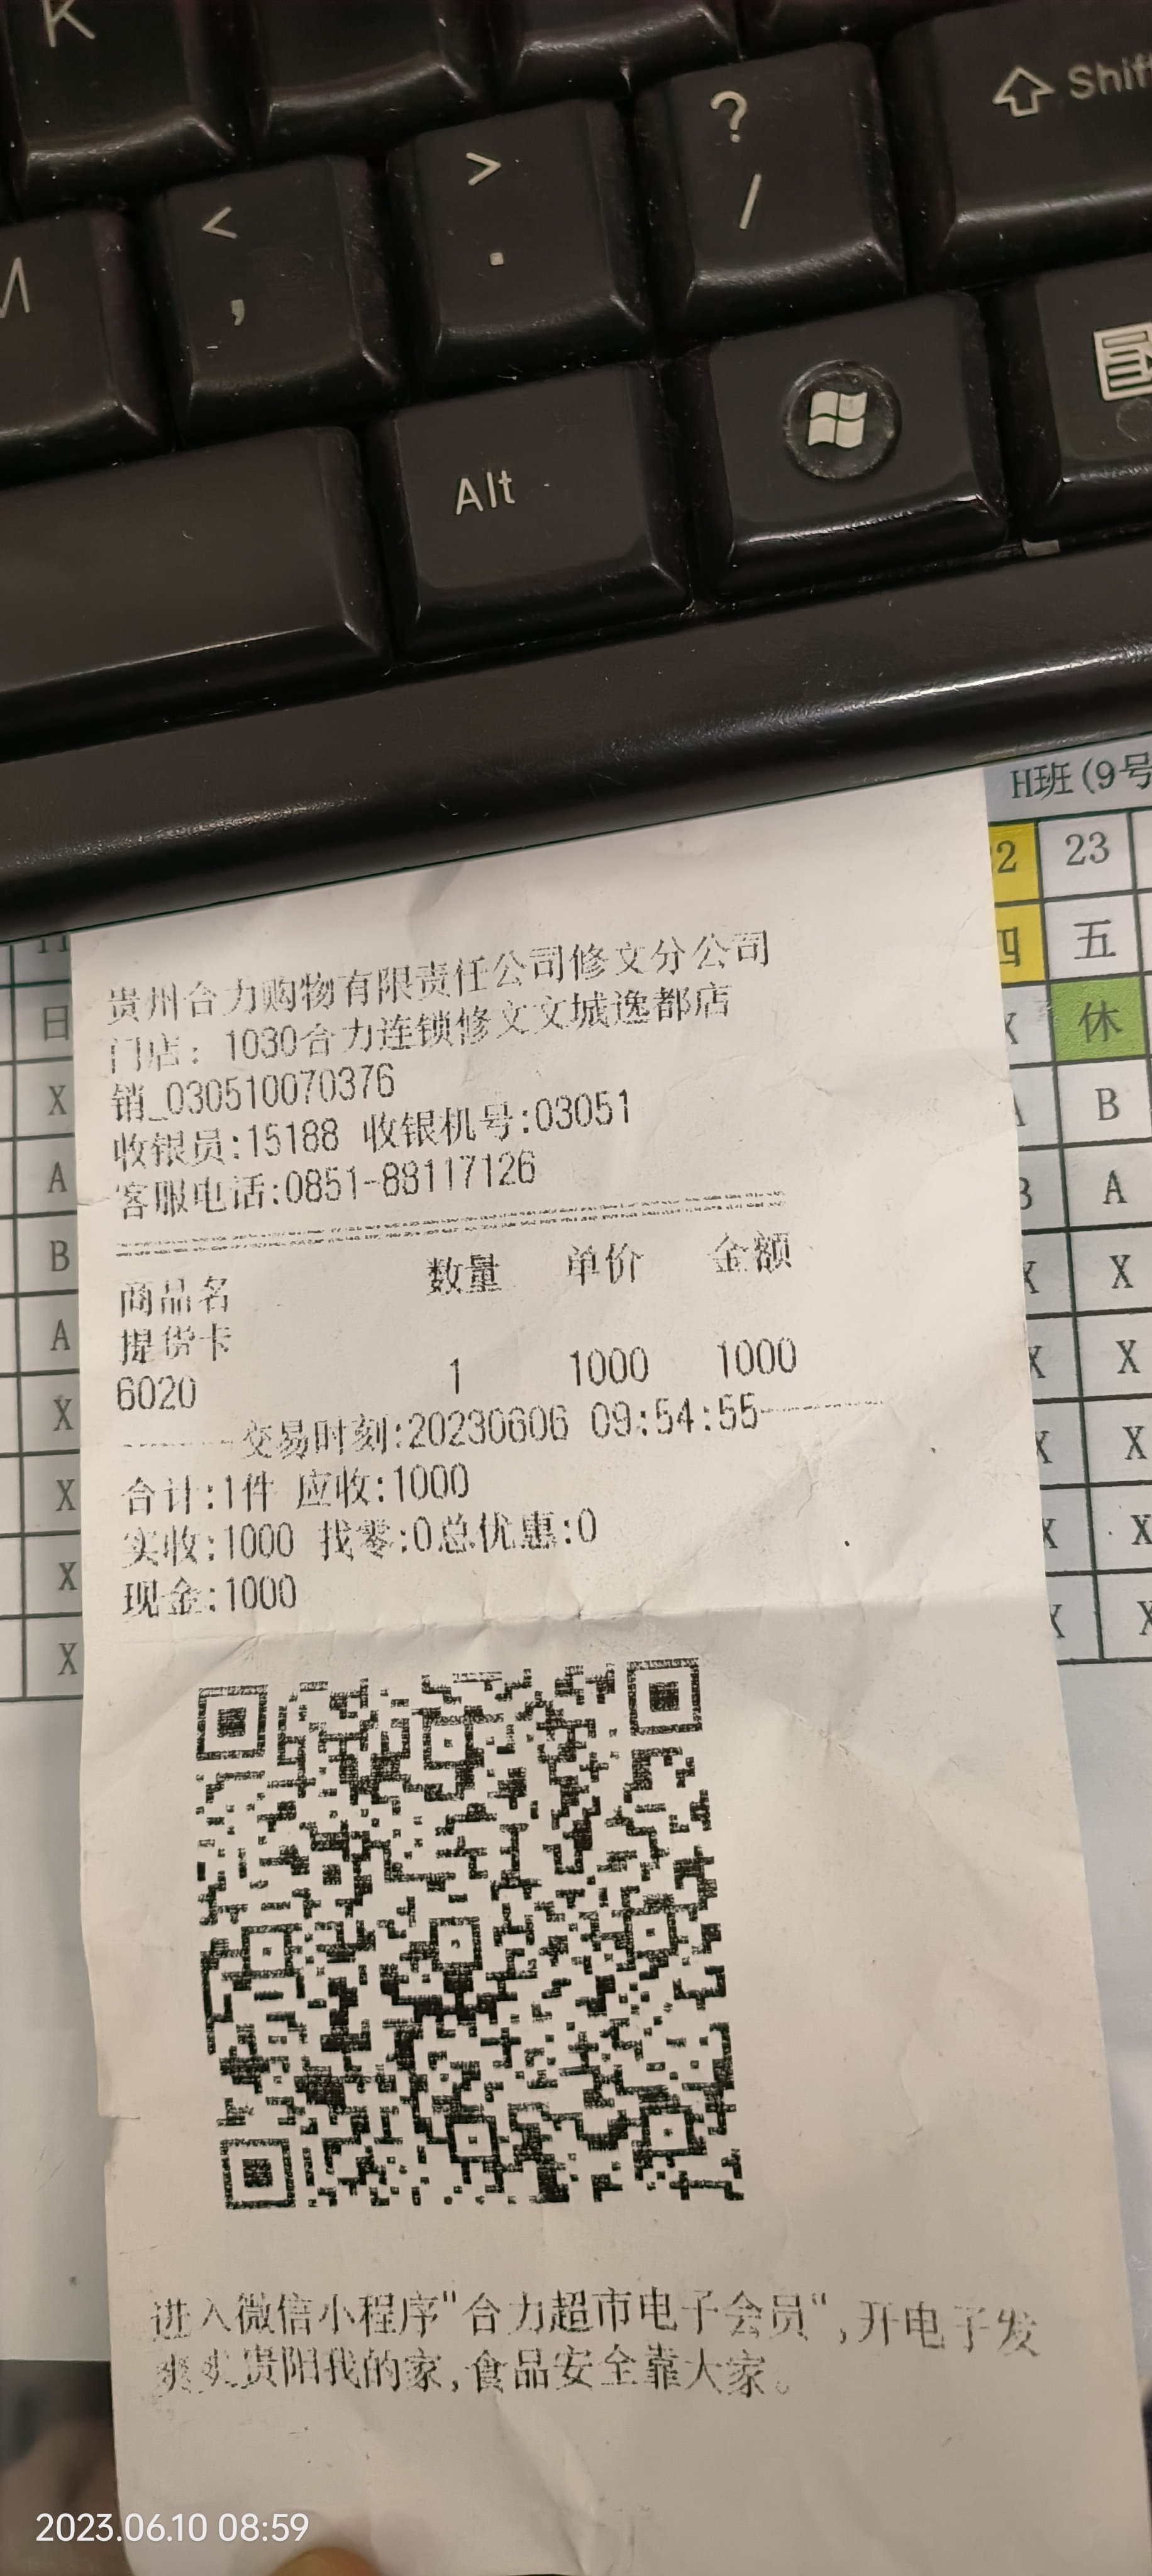 K
?
/
Shif
>
.
<
,
M
Alt
H班(9号
2
23
四
五
休
日
X
B
A
A
B
X
A
X
X
X
X
X
X
X
X
贵州合力购物有限责任公司修文分公司
门店: 1030合力连锁修文文城逸都店
销_030510070376
收银员:15188 收银机号:03051
客服电话:0851-88117126
商品名 数量 单价 金额
提货卡
6020 1 1000 1000
--------交易时刻:20230606 09:54:55--------
合计:1件 应收:1000
实收:1000 找零:0总优惠:0
现金:1000
进入微信小程序"合力超市电子会员",开电子发
爽爽贵阳我的家,食品安全靠大家。
2023.06.10 08:59